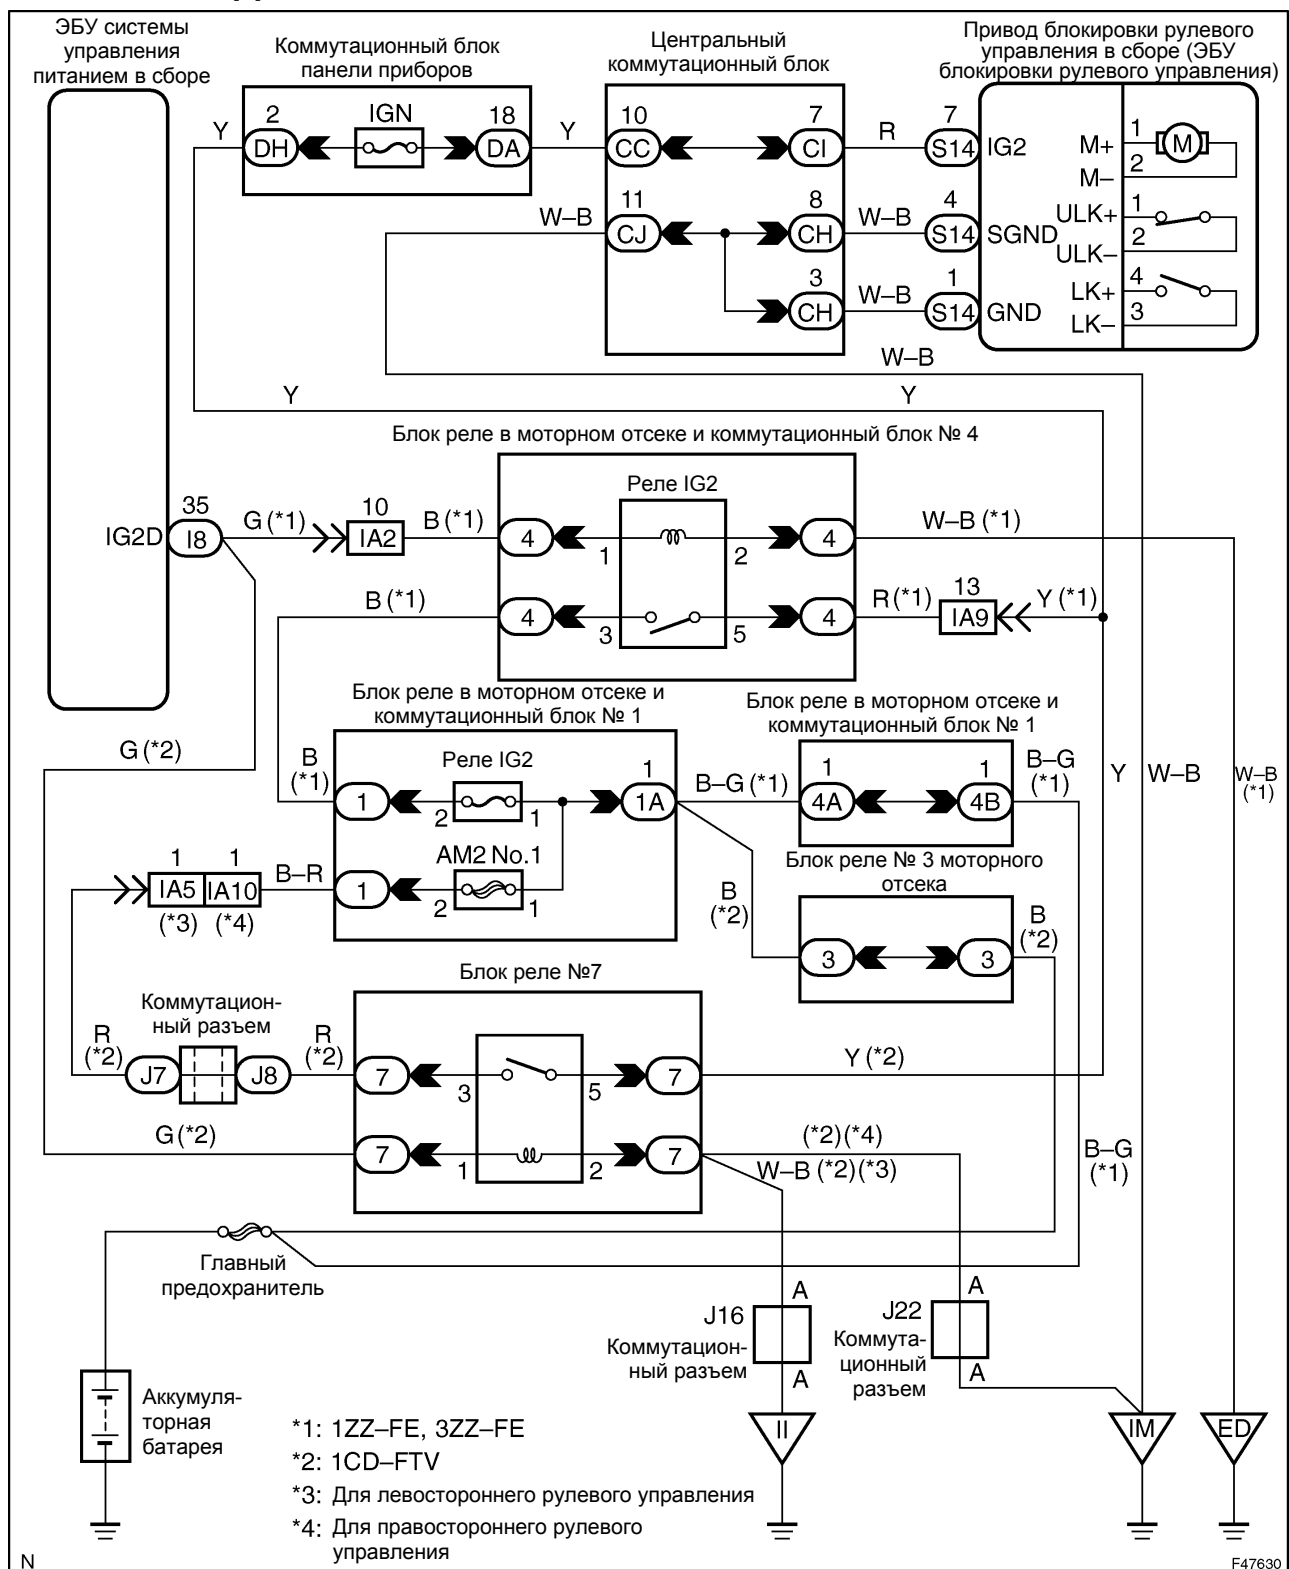 ЭБУ системы
управления
питанием в сборе
Коммутационный блок
панели приборов
Центральный
коммутационный блок
Привод блокировки рулевого
управления в сборе (ЭБУ
блокировки рулевого управления)
Y
2
DH
IGN
18
DA
Y
10
CC
7
CI
R
7
S14
IG2
M+
M–
1
2
M
W–B
11
CJ
8
CH
W–B
4
S14
SGND
ULK+
ULK–
1
2
3
CH
W–B
1
S14
GND
LK+
LK–
4
3
W–B
Y
Y
Блок реле в моторном отсеке и коммутационный блок № 4
Реле IG2
IG2D
35
I8
G (*1)
10
IA2
B (*1)
4
1
2
4
W–B (*1)
B (*1)
4
3
5
4
R (*1)
13
IA9
Y (*1)
Блок реле в моторном отсеке и
коммутационный блок № 1
Блок реле в моторном отсеке и
коммутационный блок № 1
G (*2)
B
(*1)
1
Реле IG2
2
1
1
1A
B–G (*1)
1
4A
1
4B
B–G
(*1)
Y
W–B
W–B
(*1)
1
IA5
(*3)
1
IA10
(*4)
B–R
1
AM2 No.1
2
1
B
(*2)
Блок реле № 3 моторного
отсека
3
3
B
(*2)
Блок реле №7
Коммутацион-
ный разъем
R
(*2)
J7
J8
R
(*2)
7
3
5
7
Y (*2)
G (*2)
7
1
2
7
(*2)(*4)
W–B (*2)(*3)
B–G
(*1)
Главный
предохранитель
A
J16
Коммутацион-
ный разъем
A
A
J22
Коммута-
ционный
разъем
A
Аккумуля-
торная
батарея
II
IM
ED
*1: 1ZZ–FE, 3ZZ–FE
*2: 1CD–FTV
*3: Для левостороннего рулевого управления
*4: Для правостороннего рулевого
управления
N
F47630